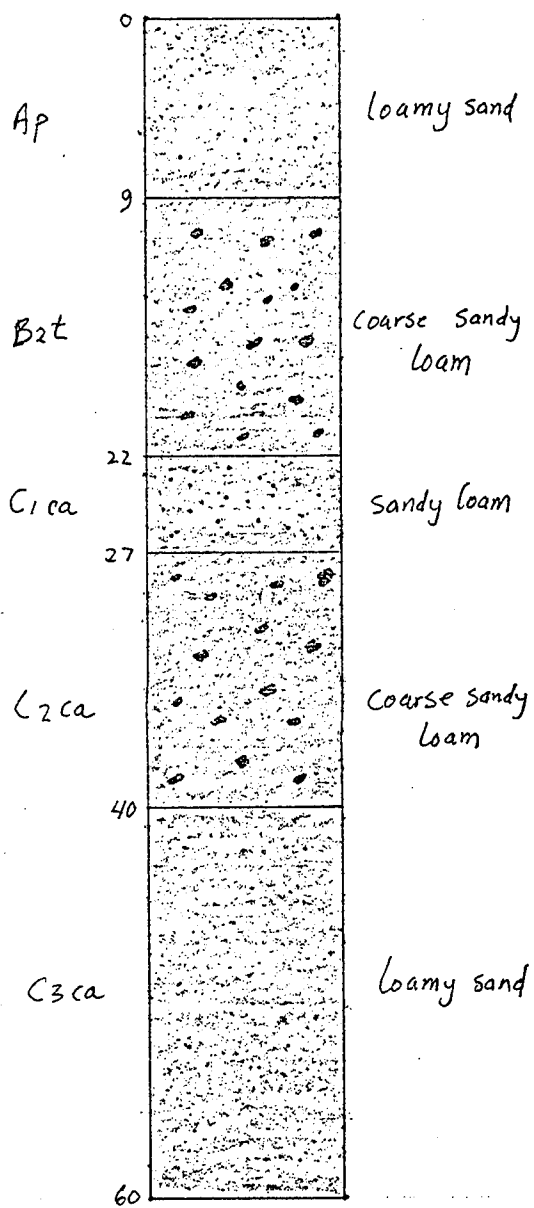 0
Ap
loamy sand
9
B2t
coarse sandy
loam
22
C1ca
sandy loam
27
C2ca
coarse sandy
loam
40
C3ca
loamy sand
60